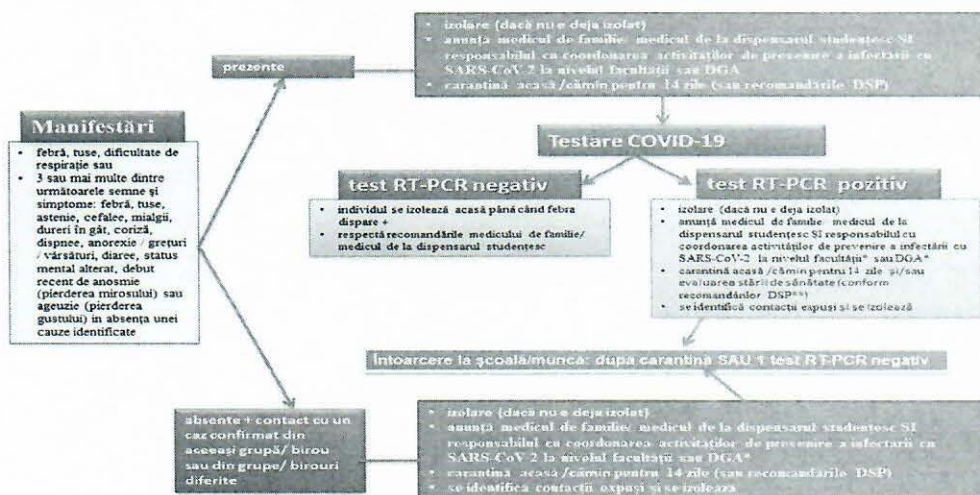 prezente
• izolare (dacă nu e deja izolat)
• anunță medicul de familie/ medicul de la dispensarul studențesc SI
responsabilul cu coordonarea activităților de prevenire a infectării cu
SARS-CoV-2 la nivelul facultății sau DGA
• carantină acasă /cămin pentru 14 zile (sau recomandările DSP)
Manifestări
• febră, tuse, dificultate de
respirație sau
• 3 sau mai multe dintre
următoarele semne și
simptome: febră, tuse,
astenie, cefalee, mialgii,
dureri în gât, coriză,
dispnee, anorexie / grețuri
/ vărsături, diaree, status
mental alterat, debut
recent de anosmie
(pierderea mirosului) sau
ageuzie (pierderea
gustului) in absența unei
cauze identificate
Testare COVID-19
test RT-PCR negativ
• individul se izolează acasă până când febra
dispare +
• respectă recomandările medicului de familie/
medicul de la dispensarul studențesc
test RT-PCR pozitiv
• izolare (dacă nu e deja izolat)
• anunță medicul de familie/ medicul de la
dispensarul studențesc SI responsabilul cu
coordonarea activităților de prevenire a infectării cu
SARS-CoV-2 la nivelul facultății* sau DGA*
• carantină acasă /cămin pentru 14 zile și/sau
evaluarea stării de sănătate (conform
recomandărilor DSP**)
• se identifică contacții expuși și se izolează
Întoarcere la școală/muncă: după carantină SAU 1 test RT-PCR negativ
absente + contact cu un
caz confirmat din
aceeași grupă/ birou
sau din grupe/ birouri
diferite
• izolare (dacă nu e deja izolat)
• anunță medicul de familie/ medicul de la dispensarul studențesc SI
responsabilul cu coordonarea activităților de prevenire a infectării cu
SARS-CoV 2 la nivelul facultății sau DGA*
• carantină acasă/cămin pentru 14 zile (sau recomandările DSP)
• se identifică contacții expuși și se izolează